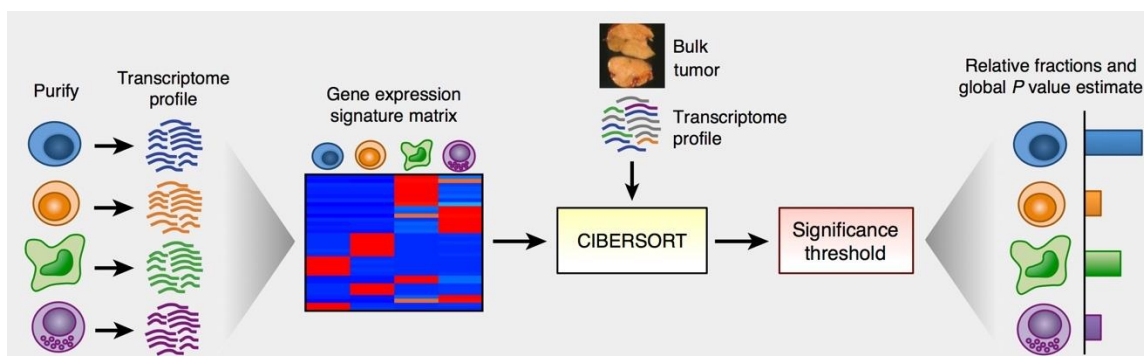 Purify
Transcriptome
profile
Gene expression
signature matrix
Bulk
tumor
Transcriptome
profile
CIBERSORT
Significance
threshold
Relative fractions and
global P value estimate